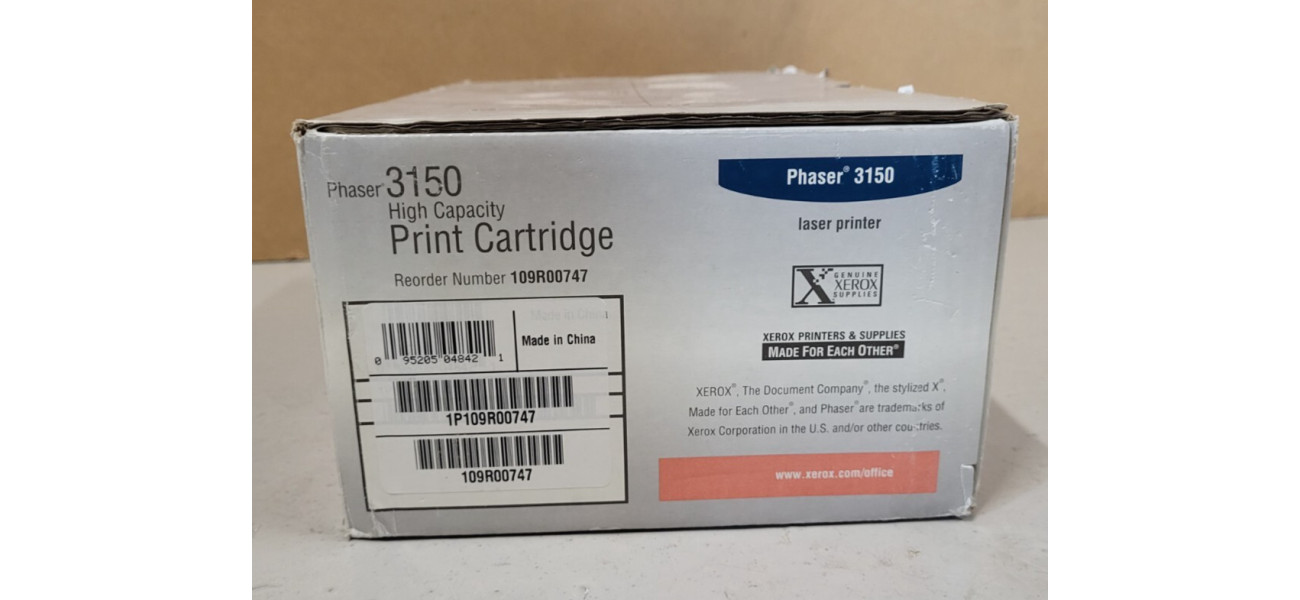 Phaser® 3150
High Capacity
Print Cartridge
Reorder Number 109R00747
Made in China
Made in China
0 95205 04842 1
1P109R00747
109R00747
Phaser® 3150
laser printer
X GENUINE
XEROX
SUPPLIES
XEROX PRINTERS & SUPPLIES
MADE FOR EACH OTHER®
XEROX®, The Document Company®, the stylized X®,
Made for Each Other®, and Phaser® are trademarks of
Xerox Corporation in the U.S. and/or other countries.
www.xerox.com/office